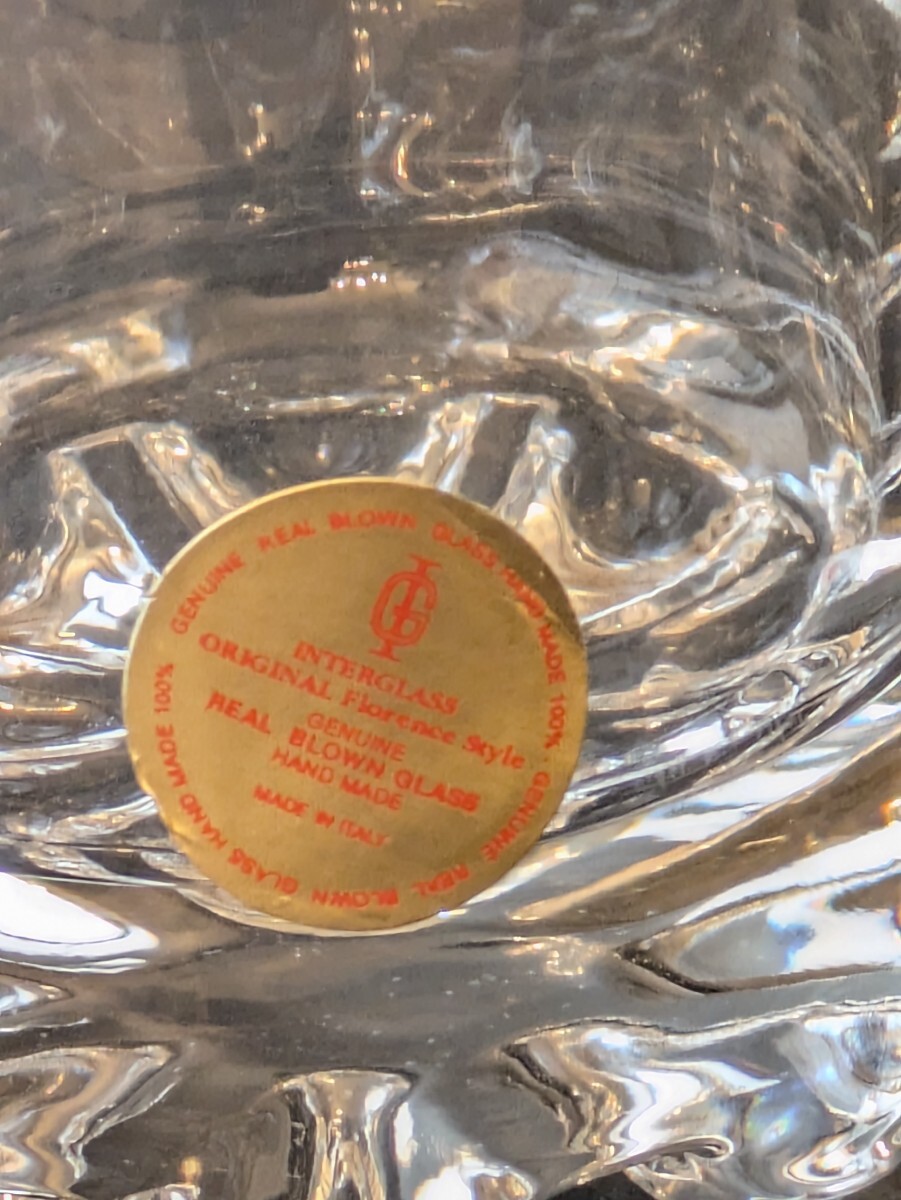 GENUINE REAL BLOWN GLASS HAND MADE 100% · GENUINE REAL BLOWN GLASS HAND MADE 100%
IG
INTERGLASS
ORIGINAL Florence Style
GENUINE
REAL BLOWN GLASS
HAND MADE
MADE IN ITALY